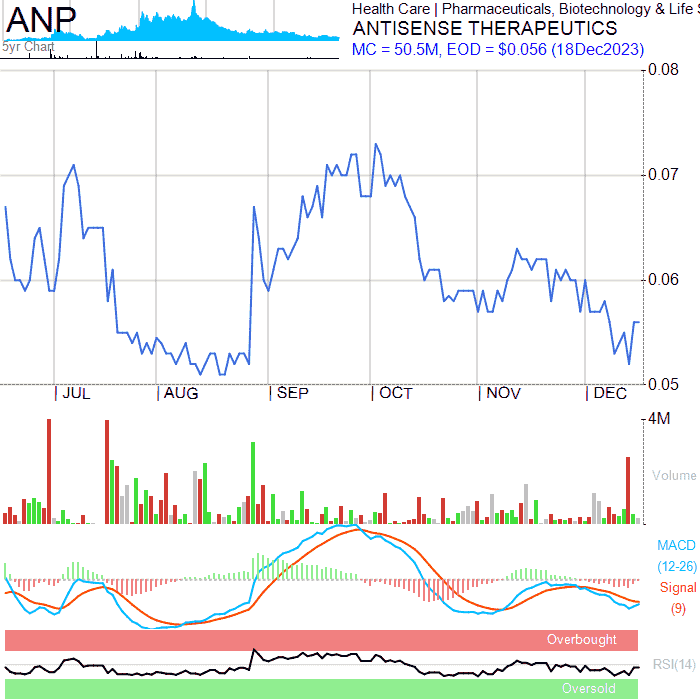 ANP
5yr Chart
Health Care | Pharmaceuticals, Biotechnology & Life S
ANTISENSE THERAPEUTICS
MC = 50.5M, EOD = $0.056 (18Dec2023)
0.08
0.07
0.06
0.05
JUL AUG SEP OCT NOV DEC
4M
Volume
MACD
(12-26)
Signal
(9)
Overbought
RSI(14)
Oversold